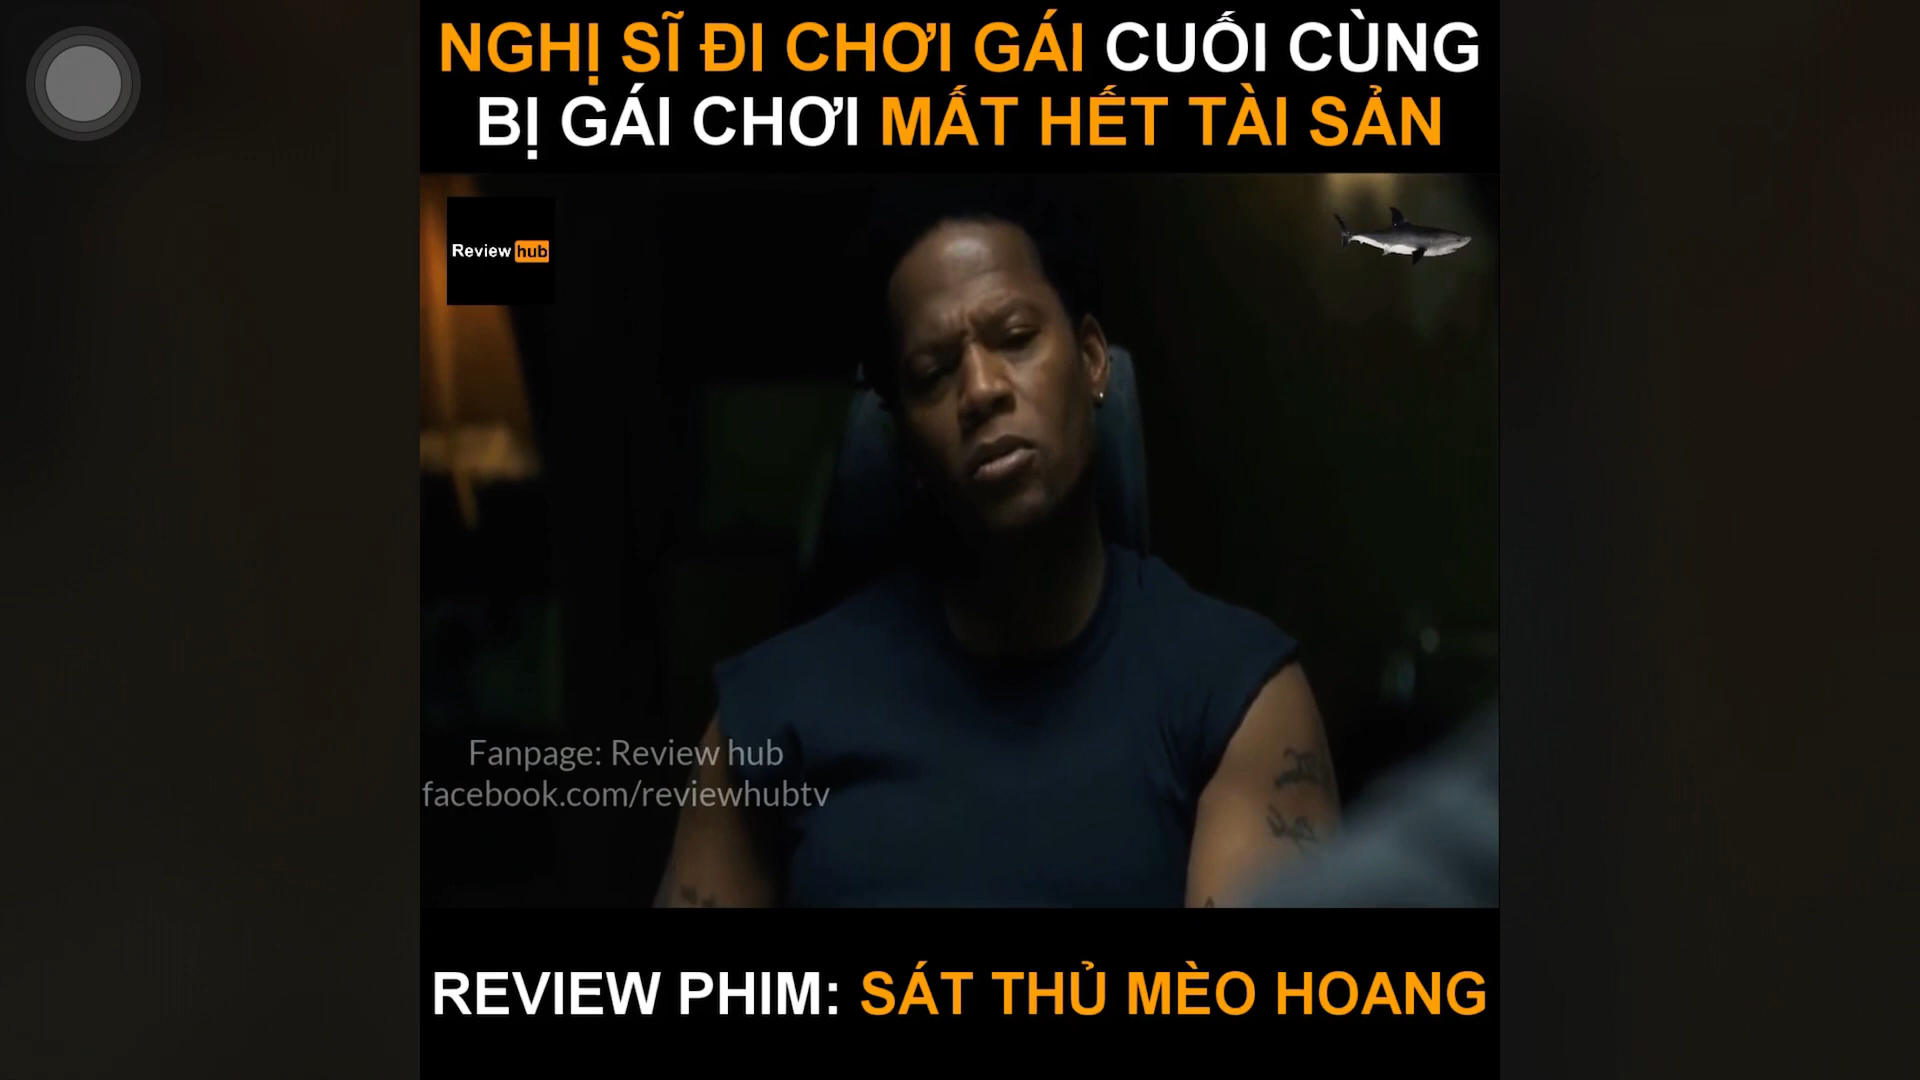 NGHỊ SĨ ĐI CHƠI GÁI CUỐI CÙNG
BỊ GÁI CHƠI MẤT HẾT TÀI SẢN
Review hub
Fanpage: Review hub
facebook.com/reviewhubtv
REVIEW PHIM: SÁT THỦ MÈO HOANG